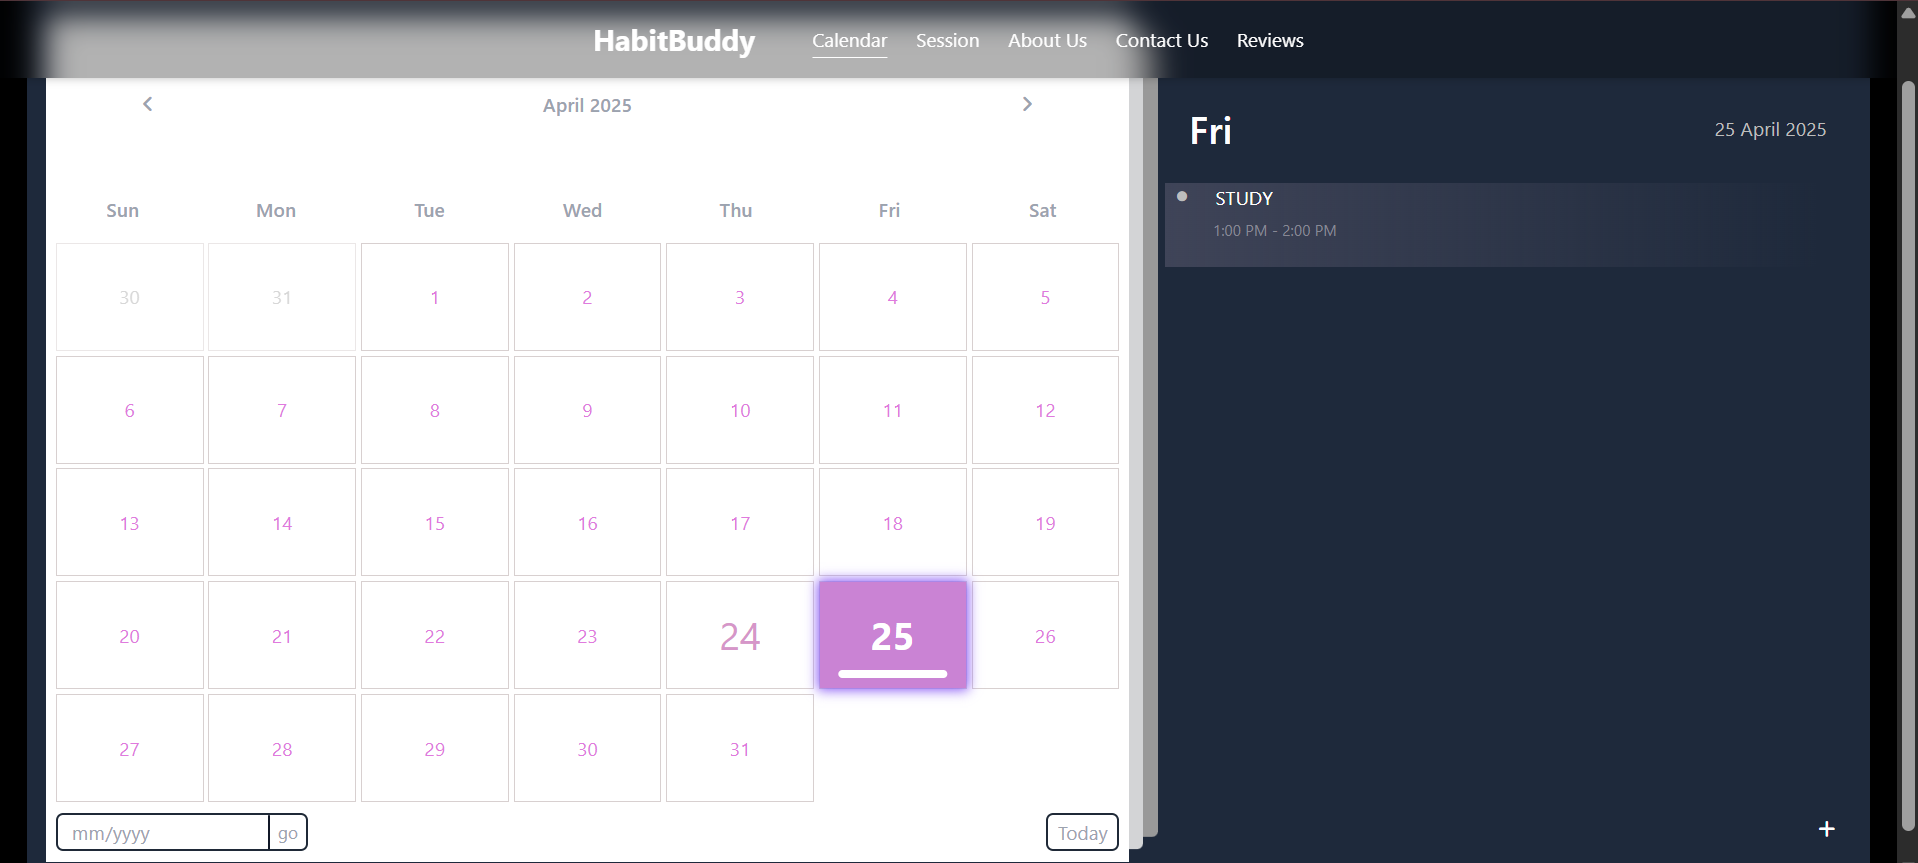 HabitBuddy Calendar Session About Us Contact Us Reviews
April 2025
Sun Mon Tue Wed Thu Fri Sat
30 31 1 2 3 4 5
6 7 8 9 10 11 12
13 14 15 16 17 18 19
20 21 22 23 24 25 26
27 28 29 30 31
mm/yyyy go Today
Fri 25 April 2025
STUDY
1:00 PM - 2:00 PM
+